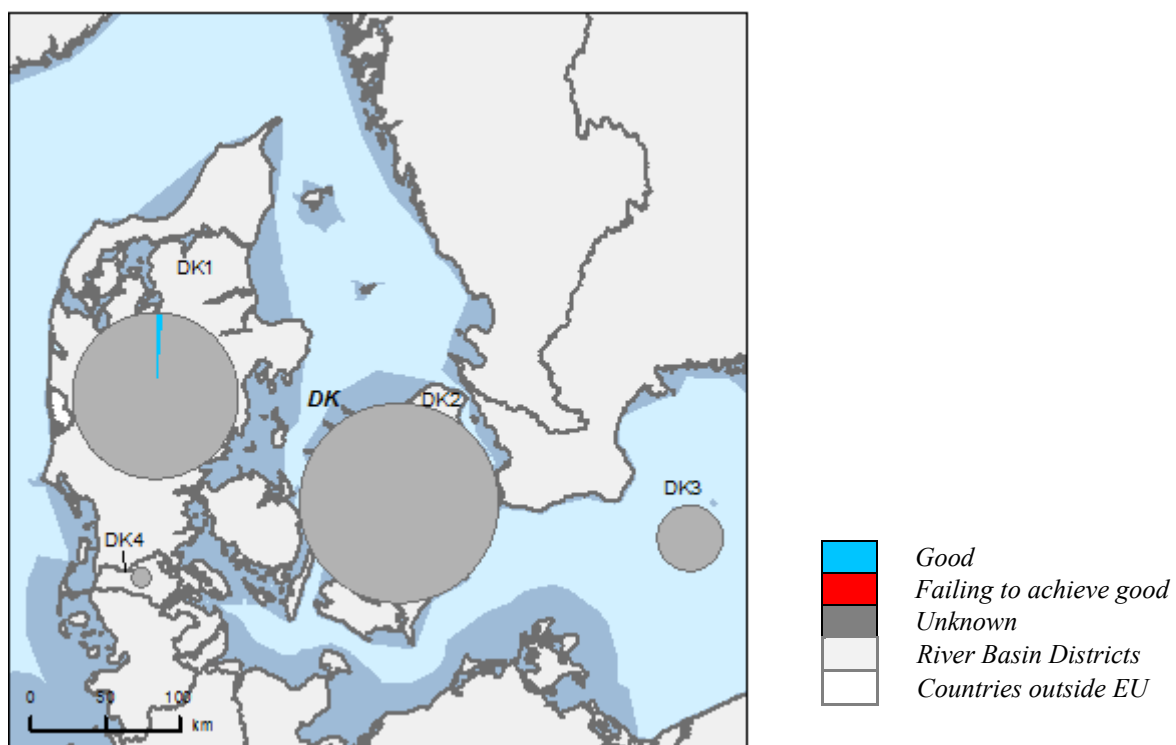 DK1
DK
DK2
DK3
DK4
0 50 100
km
Good
Failing to achieve good
Unknown
River Basin Districts
Countries outside EU